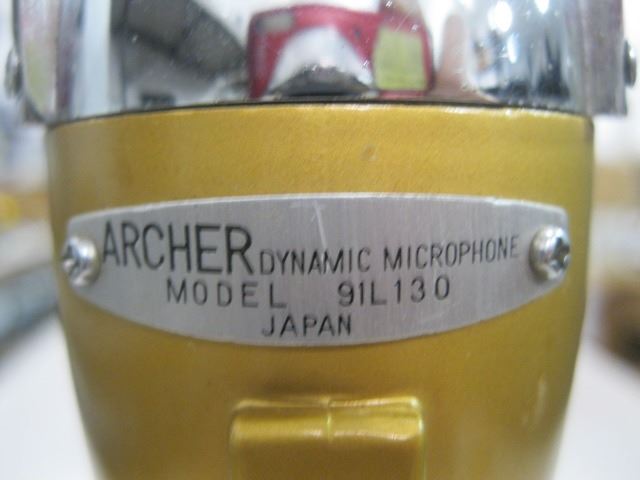 ARCHER DYNAMIC MICROPHONE
MODEL 91L130
JAPAN